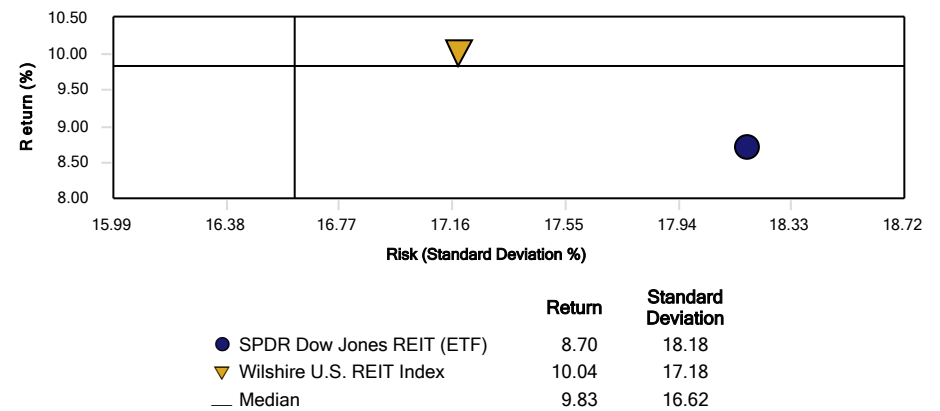 10.50
10.00
9.50
9.00
8.50
8.00
Return (%)
15.99 16.38 16.77 17.16 17.55 17.94 18.33 18.72
Risk (Standard Deviation %)
Return Standard Deviation
SPDR Dow Jones REIT (ETF) 8.70 18.18
Wilshire U.S. REIT Index 10.04 17.18
Median 9.83 16.62